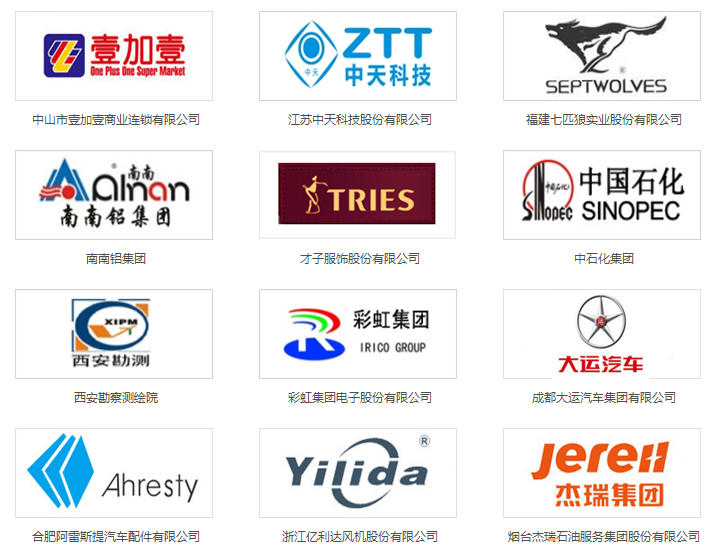 壹加壹
One Plus One Super Market
中山市壹加壹商业连锁有限公司
ZTT
中天
中天科技
江苏中天科技股份有限公司
®
SEPTWOLVES
福建七匹狼实业股份有限公司
®
南南
alnan
南南铝集团
南南铝集团
TRIES
才子服饰股份有限公司
中国石化
Sinopec
SINOPEC
中石化集团
XIPM
西安勘测
西安勘察测绘院
彩虹集团
IRICO GROUP
彩虹集团电子股份有限公司
大运汽车
成都大运汽车集团有限公司
Ahresty
合肥阿雷斯提汽车配件有限公司
Yilida
®
浙江亿利达风机股份有限公司
Jereh
杰瑞集团
烟台杰瑞石油服务集团股份有限公司